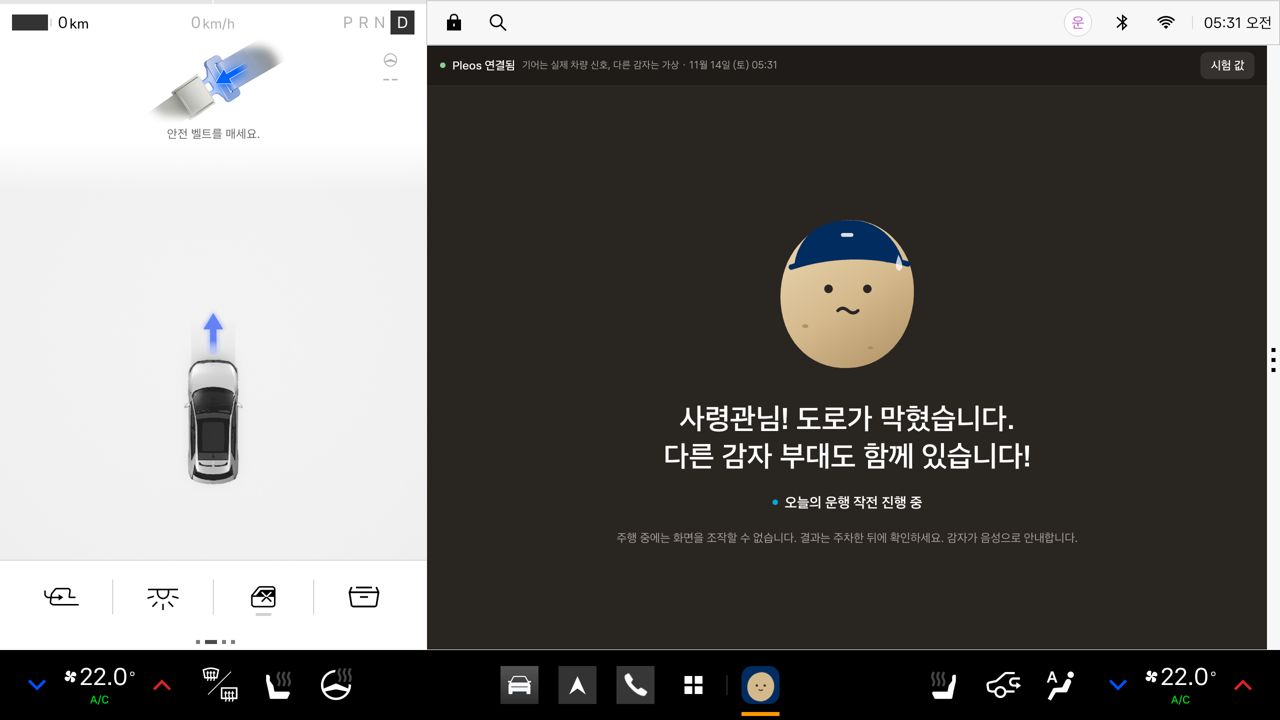 0 km
0 km/h
P R N D
안전 벨트를 매세요.
운
05:31 오전
Pleos 연결됨 기어는 실제 차량 신호, 다른 감자는 가상 · 11월 14일 (토) 05:31
시험 값
사령관님! 도로가 막혔습니다.
다른 감자 부대도 함께 있습니다!
오늘의 운행 작전 진행 중
주행 중에는 화면을 조작할 수 없습니다. 결과는 주차한 뒤에 확인하세요. 감자가 음성으로 안내합니다.
22.0°
A/C
A
22.0°
A/C